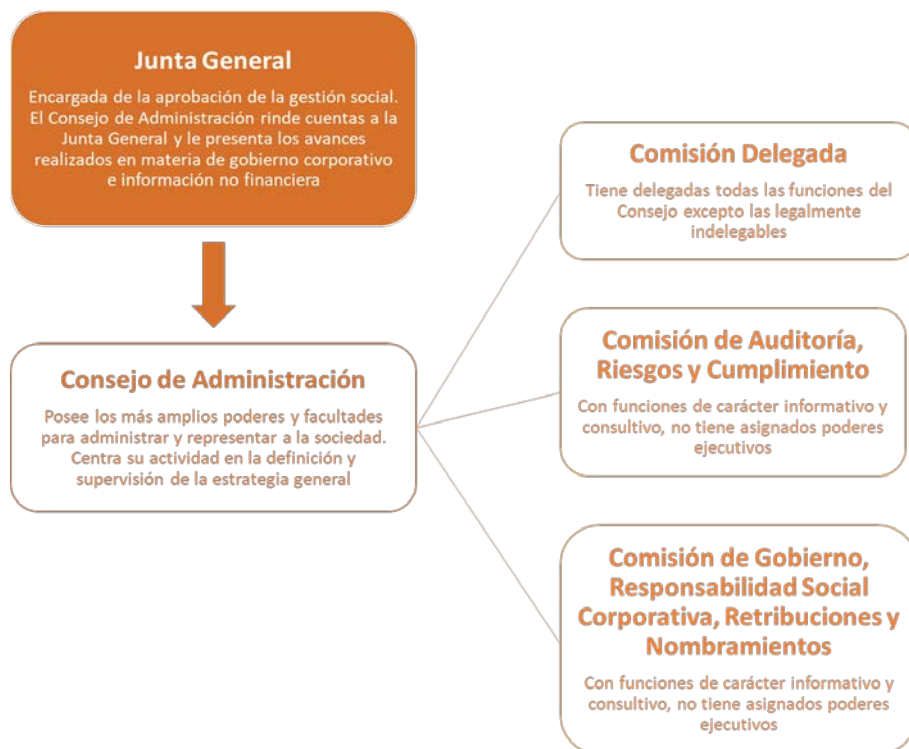 Junta General
Encargada de la aprobación de la gestión social.
El Consejo de Administración rinde cuentas a la
Junta General y le presenta los avances
realizados en materia de gobierno corporativo
e información no financiera
Consejo de Administración
Posee los más amplios poderes y facultades
para administrar y representar a la sociedad.
Centra su actividad en la definición y
supervisión de la estrategia general
Comisión Delegada
Tiene delegadas todas las funciones del
Consejo excepto las legalmente
indelegables
Comisión de Auditoría,
Riesgos y Cumplimiento
Con funciones de carácter informativo y
consultivo, no tiene asignados poderes
ejecutivos
Comisión de Gobierno,
Responsabilidad Social
Corporativa, Retribuciones y
Nombramientos
Con funciones de carácter informativo y
consultivo, no tiene asignados poderes
ejecutivos